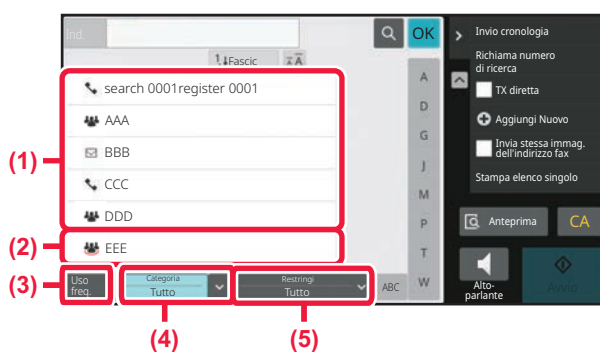 Ind.
OK
1 Fascic
A
search 0001register 0001
AAA
BBB
CCC
DDD
EEE
(1)
(2)
(3)
Uso
freq.
Categoria
Tutto
Restringi
Tutto
ABC
(4)
(5)
A
D
G
J
M
P
T
W
Invio cronologia
Richiama numero
di ricerca
TX diretta
Aggiungi Nuovo
Invia stessa immag.
dell'indirizzo fax
Stampa elenco singolo
Anteprima
CA
Alto-
parlante
Avvio